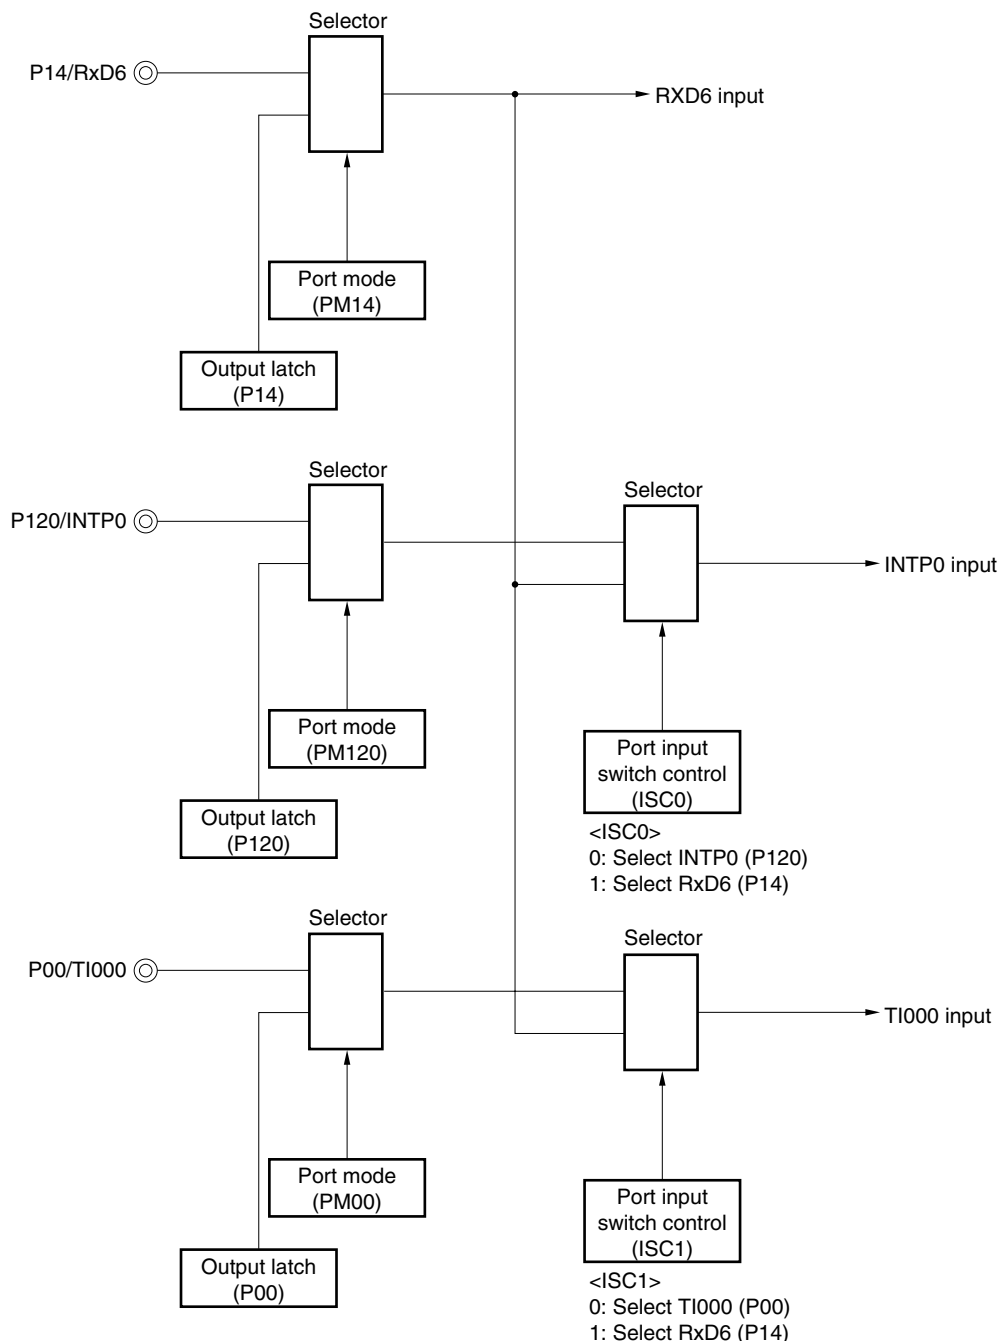 Selector
P14/RxD6
RXD6 input
Port mode
(PM14)
Output latch
(P14)
Selector
Selector
P120/INTP0
INTP0 input
Port mode
(PM120)
Port input
switch control
(ISC0)
Output latch
(P120)
<ISC0>
0: Select INTP0 (P120)
1: Select RxD6 (P14)
Selector
Selector
P00/TI000
TI000 input
Port mode
(PM00)
Port input
switch control
(ISC1)
Output latch
(P00)
<ISC1>
0: Select TI000 (P00)
1: Select RxD6 (P14)